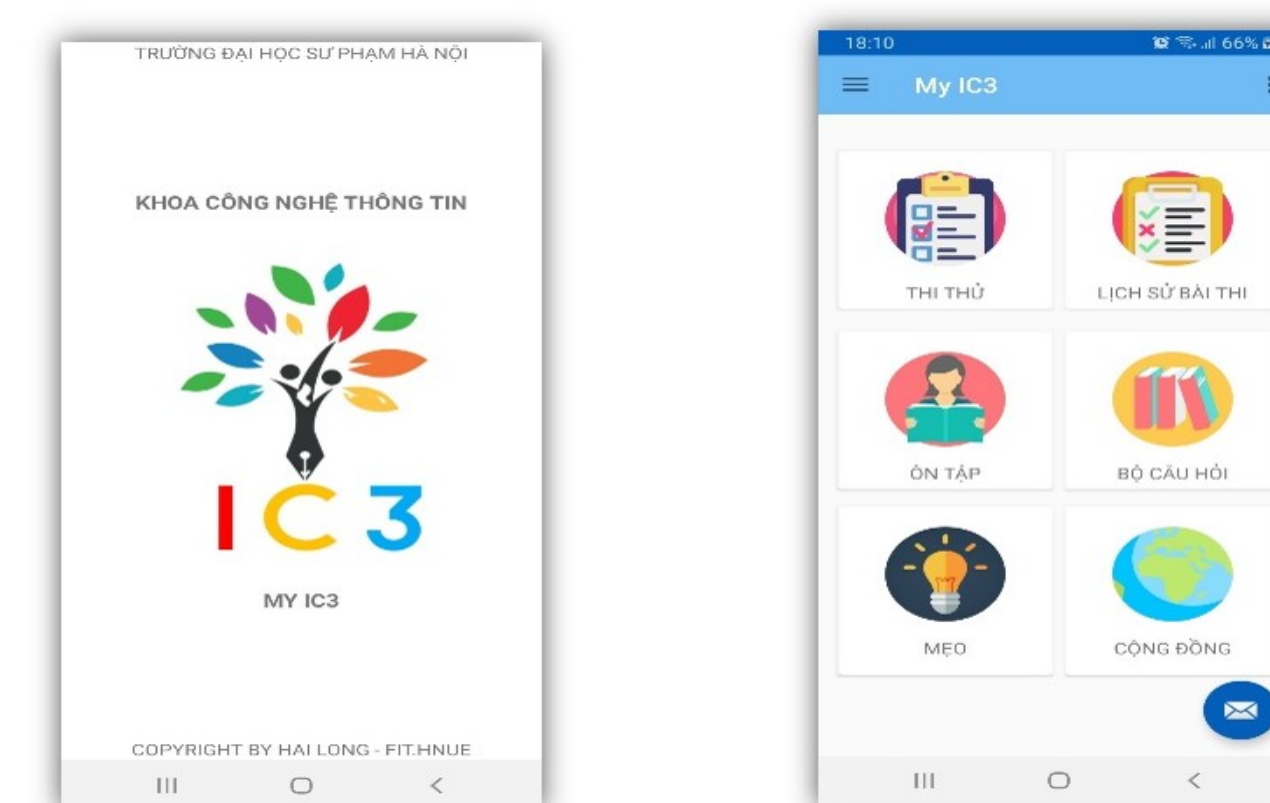 TRƯỜNG ĐẠI HỌC SƯ PHẠM HÀ NỘI
KHOA CÔNG NGHỆ THÔNG TIN
IC3
MY IC3
COPYRIGHT BY HAI LONG - FIT.HNUE
18:10
66%
My IC3
THI THỬ
LỊCH SỬ BÀI THI
ÔN TẬP
BỘ CÂU HỎI
MẸO
CỘNG ĐỒNG